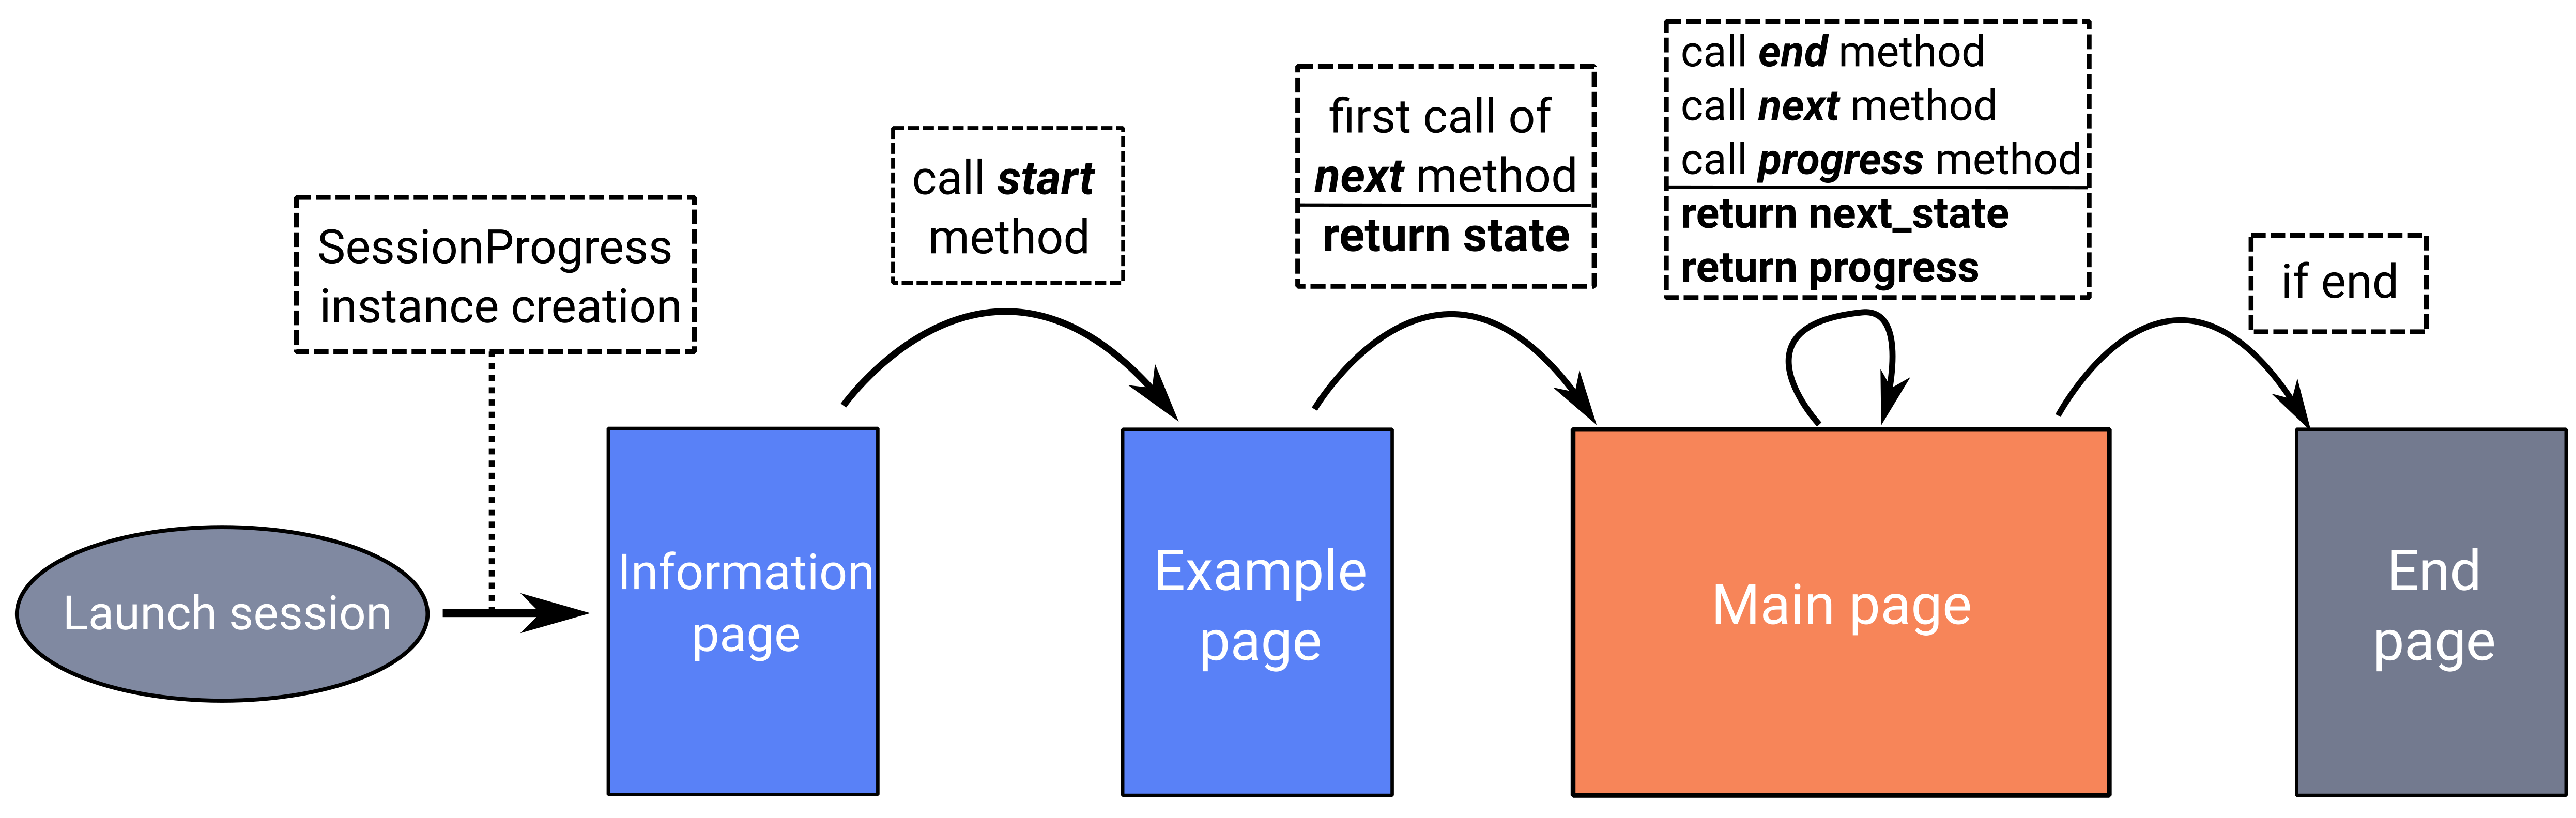 SessionProgress
instance creation
call start
method
first call of
next method
return state
call end method
call next method
call progress method
return next_state
return progress
if end
Launch session
Information
page
Example
page
Main page
End
page